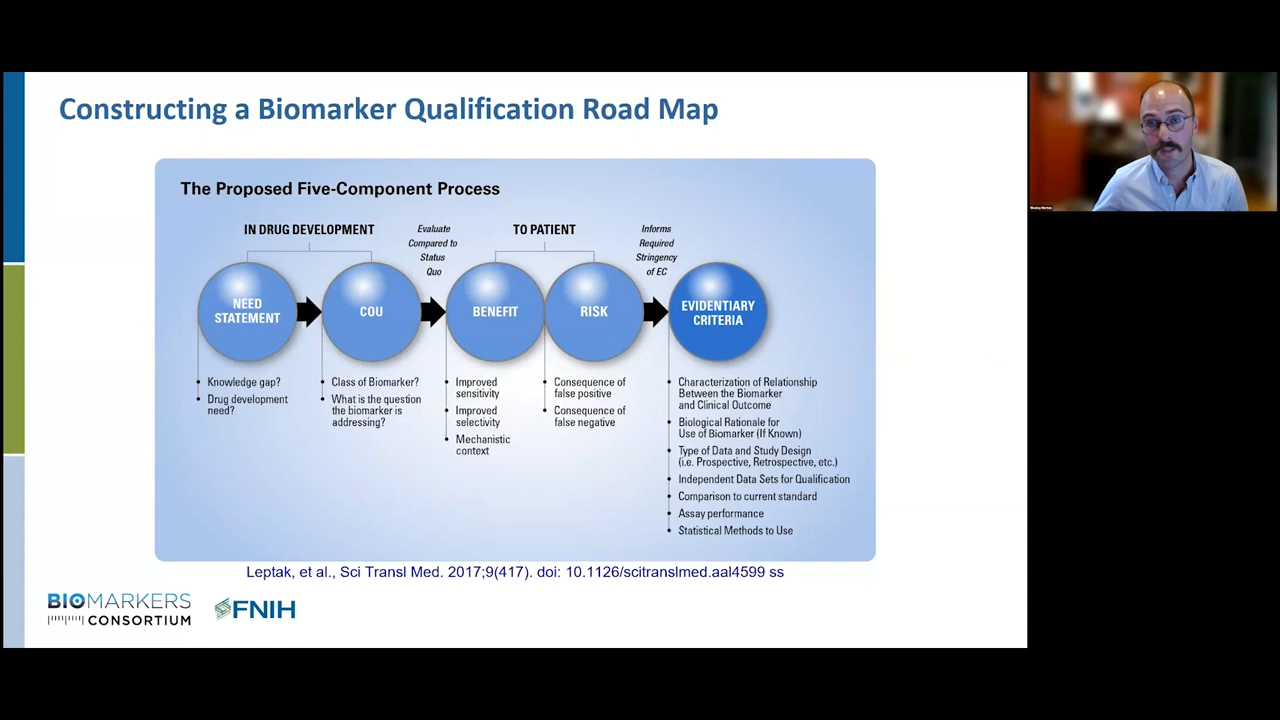 Constructing a Biomarker Qualification Road Map
The Proposed Five-Component Process
IN DRUG DEVELOPMENT
Evaluate
Compared to
Status
Quo
TO PATIENT
Informs
Required
Stringency
of EC
NEED
STATEMENT
COU
BENEFIT
RISK
EVIDENTIARY
CRITERIA
• Knowledge gap?
• Drug development
need?
• Class of Biomarker?
• What is the question
the biomarker is
addressing?
• Improved
sensitivity
• Improved
selectivity
• Mechanistic
context
• Consequence of
false positive
• Consequence of
false negative
• Characterization of Relationship
Between the Biomarker
and Clinical Outcome
• Biological Rationale for
Use of Biomarker (If Known)
• Type of Data and Study Design
(i.e. Prospective, Retrospective, etc.)
• Independent Data Sets for Qualification
• Comparison to current standard
• Assay performance
• Statistical Methods to Use
Leptak, et al., Sci Transl Med. 2017;9(417). doi: 10.1126/scitranslmed.aal4599 ss
BIOMARKERS
CONSORTIUM
FNIH